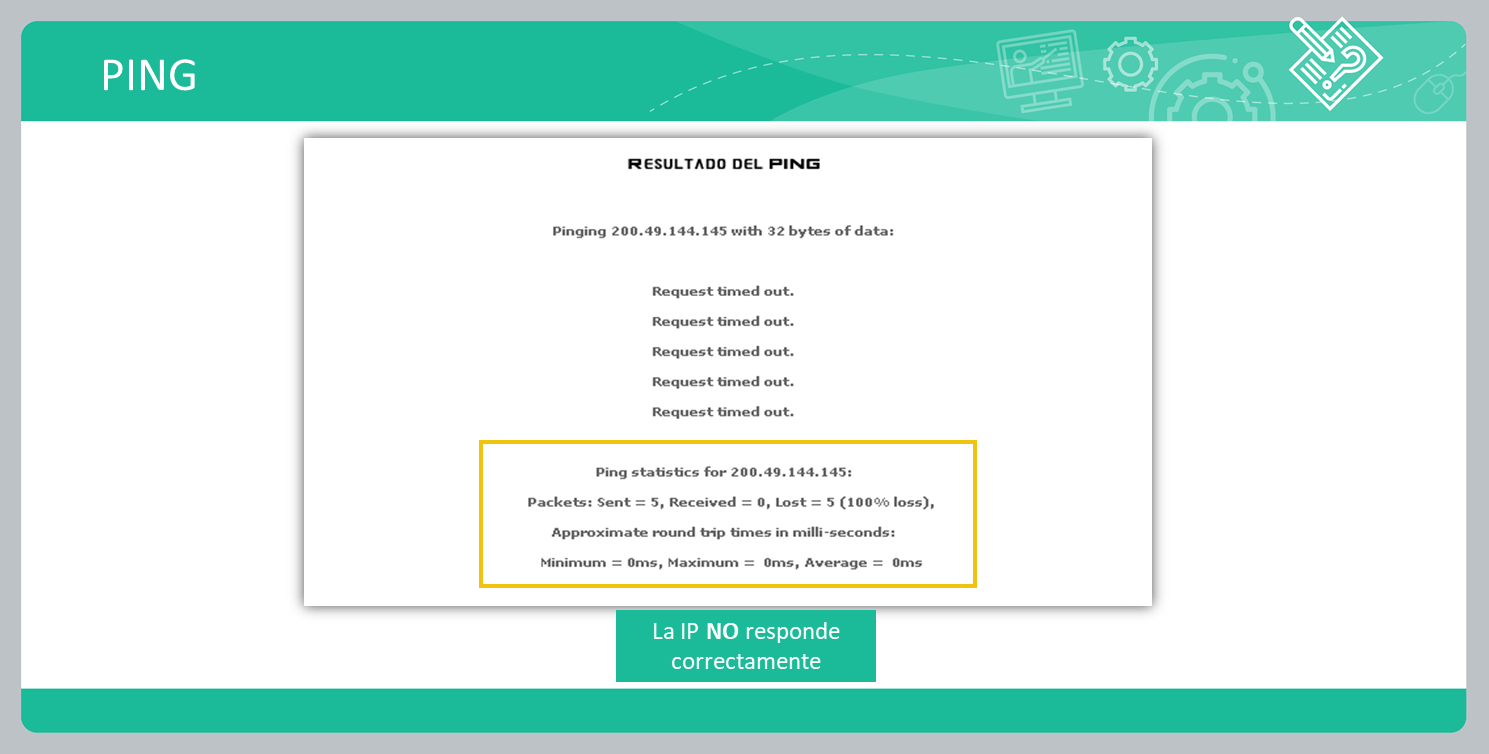 PING
RESULTADO DEL PING
Pinging 200.49.144.145 with 32 bytes of data:
Request timed out.
Request timed out.
Request timed out.
Request timed out.
Request timed out.
Ping statistics for 200.49.144.145:
Packets: Sent = 5, Received = 0, Lost = 5 (100% loss),
Approximate round trip times in milli-seconds:
Minimum = 0ms, Maximum =  0ms, Average =  0ms
La IP NO responde
correctamente